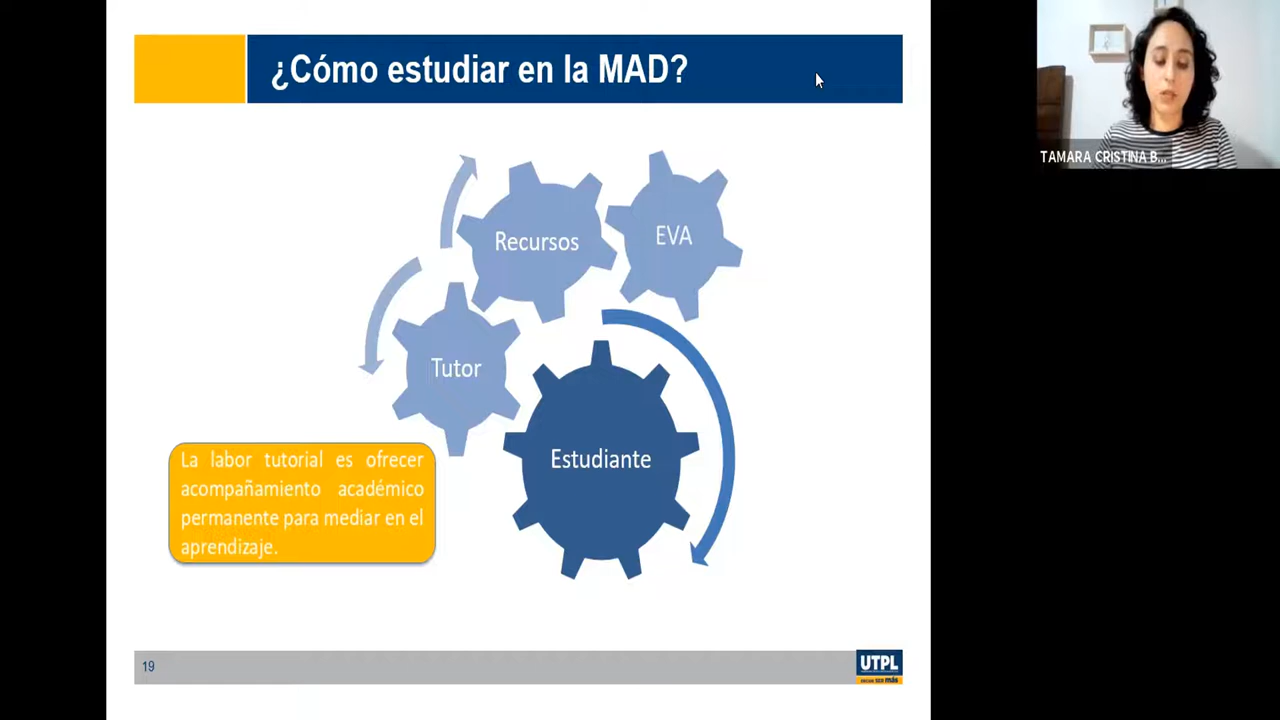 ¿Cómo estudiar en la MAD?
TAMARA CRISTINA B...
Recursos
EVA
Tutor
Estudiante
La labor tutorial es ofrecer
acompañamiento académico
permanente para mediar en el
aprendizaje.
19
UTPL